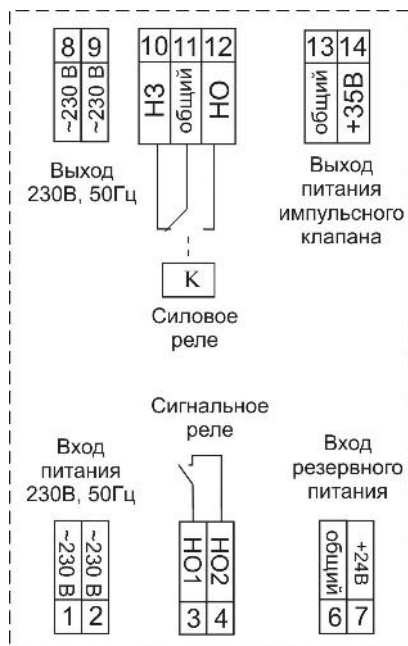 8 9
~230 В
~230 В
Выход
230В, 50Гц
10 11 12
НЗ
общий
НО
К
Силовое
реле
13 14
общий
+35В
Выход
питания
импульсного
клапана
Вход
питания
230В, 50Гц
~230 В
~230 В
1 2
Сигнальное
реле
НО1
НО2
3 4
Вход
резервного
питания
общий
+24В
6 7